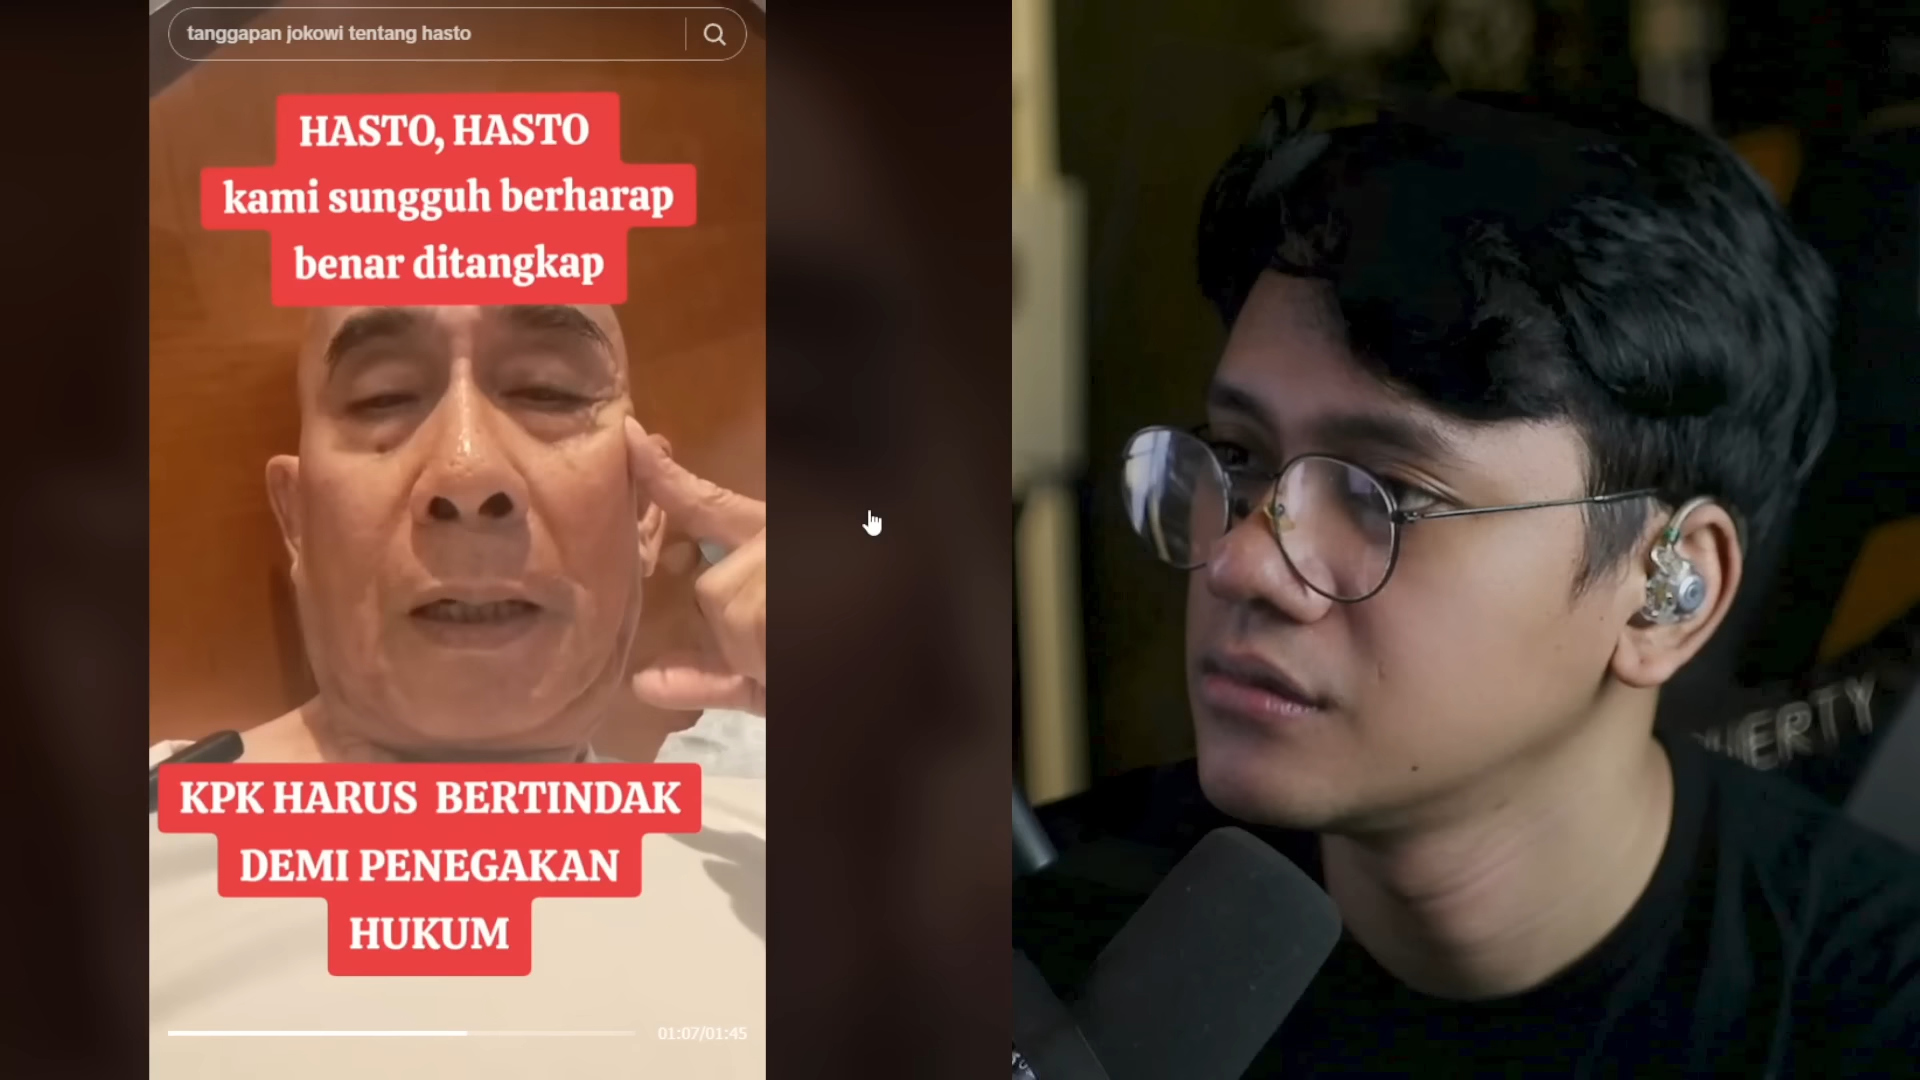 tanggapan jokowi tentang hasto
HASTO, HASTO
kami sungguh berharap
benar ditangkap
KPK HARUS BERTINDAK
DEMI PENEGAKAN
HUKUM
01:07/01:45
ERTY